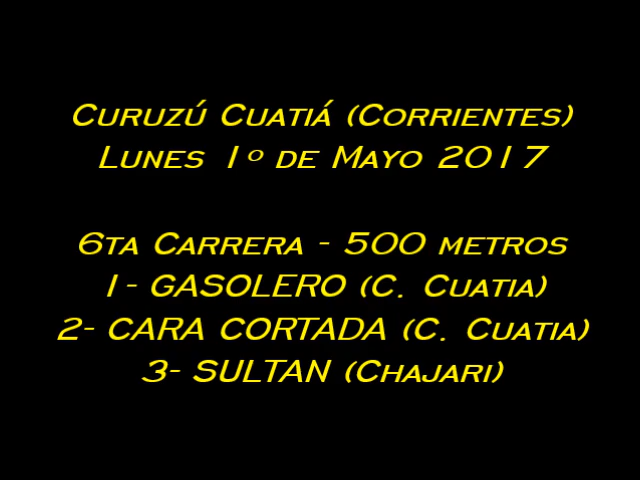 Curuzú Cuatiá (Corrientes)
Lunes 1º de Mayo 2017
6ta Carrera - 500 metros
1- GASOLERO (C. Cuatia)
2- CARA CORTADA (C. Cuatia)
3- SULTAN (Chajari)